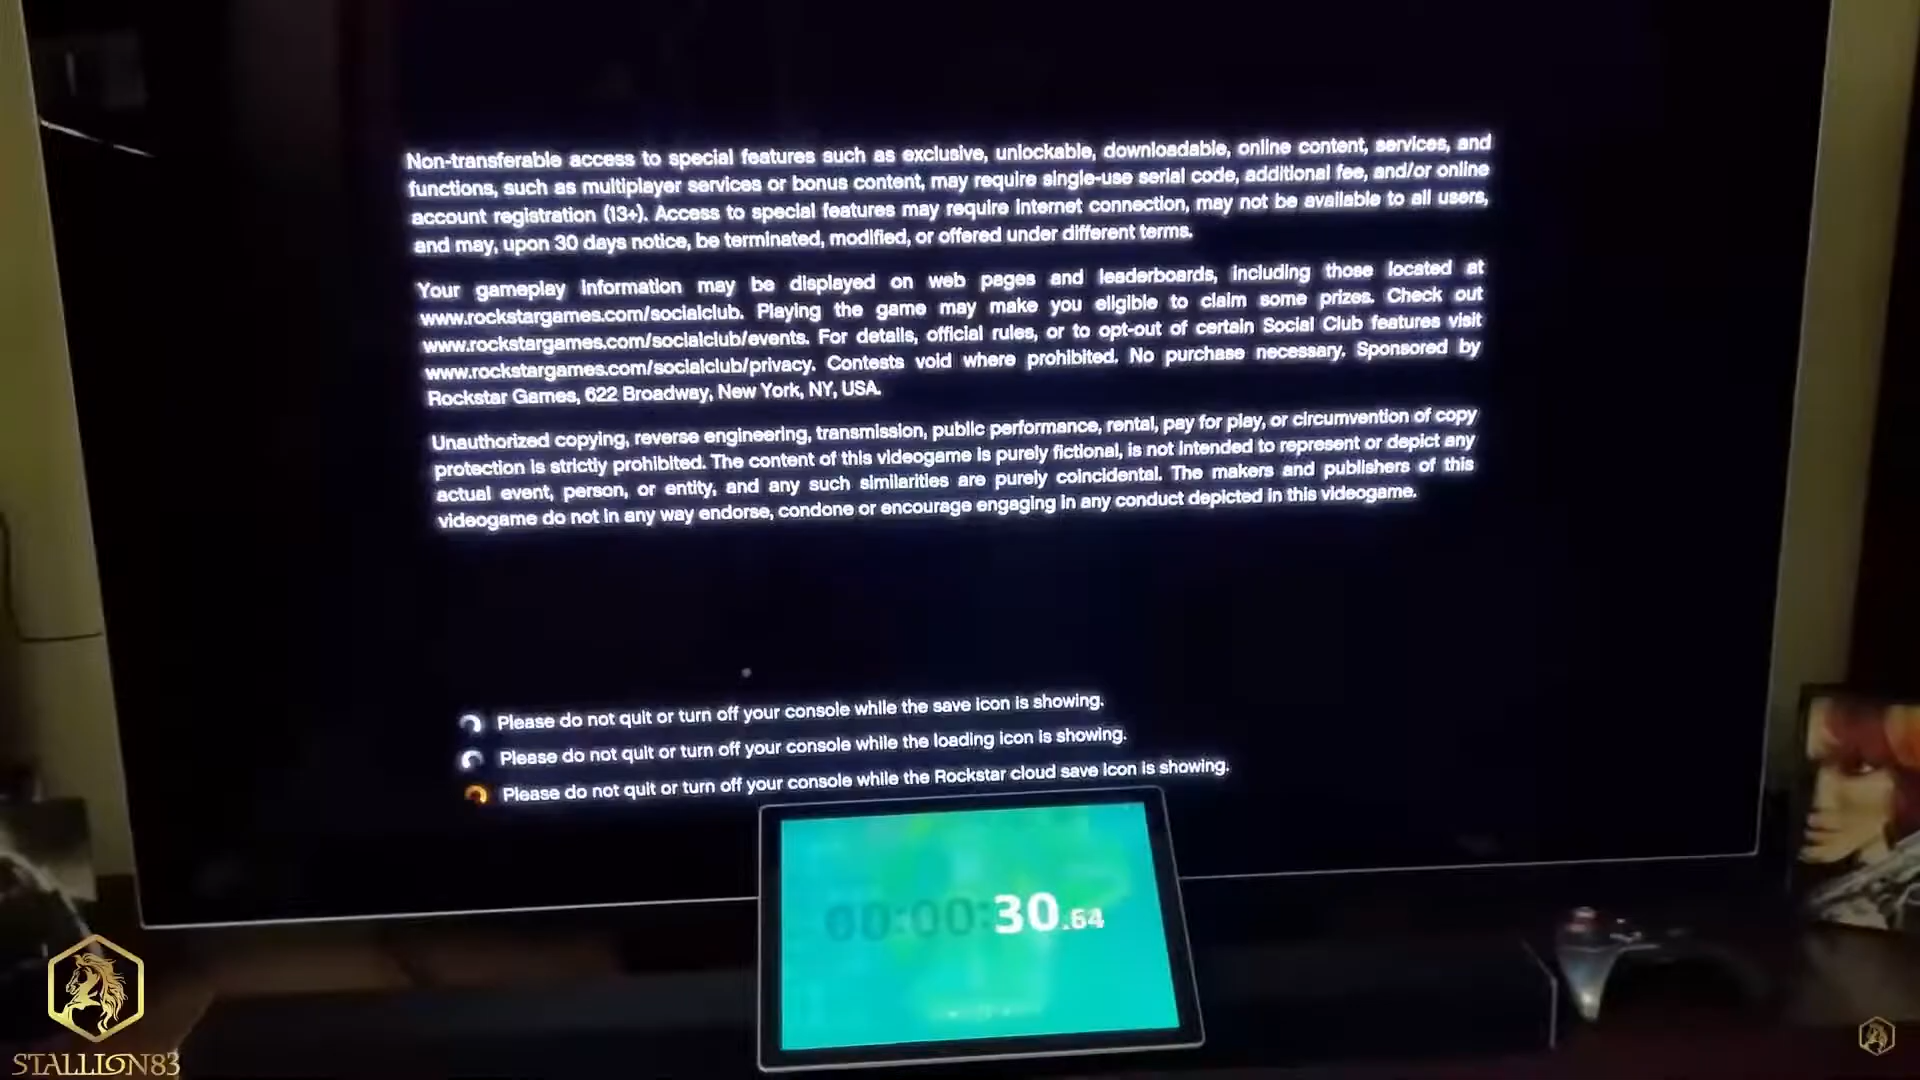 Non-transferable access to special features such as exclusive, unlockable, downloadable, online content, services, and
functions, such as multiplayer services or bonus content, may require single-use serial code, additional fee, and/or online
account registration (13+). Access to special features may require internet connection, may not be available to all users,
and may, upon 30 days notice, be terminated, modified, or offered under different terms.
Your gameplay information may be displayed on web pages and leaderboards, including those located at
www.rockstargames.com/socialclub. Playing the game may make you eligible to claim some prizes. Check out
www.rockstargames.com/socialclub/events. For details, official rules, or to opt-out of certain Social Club features visit
www.rockstargames.com/socialclub/privacy. Contests void where prohibited. No purchase necessary. Sponsored by
Rockstar Games, 622 Broadway, New York, NY, USA.
Unauthorized copying, reverse engineering, transmission, public performance, rental, pay for play, or circumvention of copy
protection is strictly prohibited. The content of this videogame is purely fictional, is not intended to represent or depict any
actual event, person, or entity, and any such similarities are purely coincidental. The makers and publishers of this
videogame do not in any way endorse, condone or encourage engaging in any conduct depicted in this videogame.
Please do not quit or turn off your console while the save icon is showing.
Please do not quit or turn off your console while the loading icon is showing.
Please do not quit or turn off your console while the Rockstar cloud save icon is showing.
00:00:30.64
STALLION83